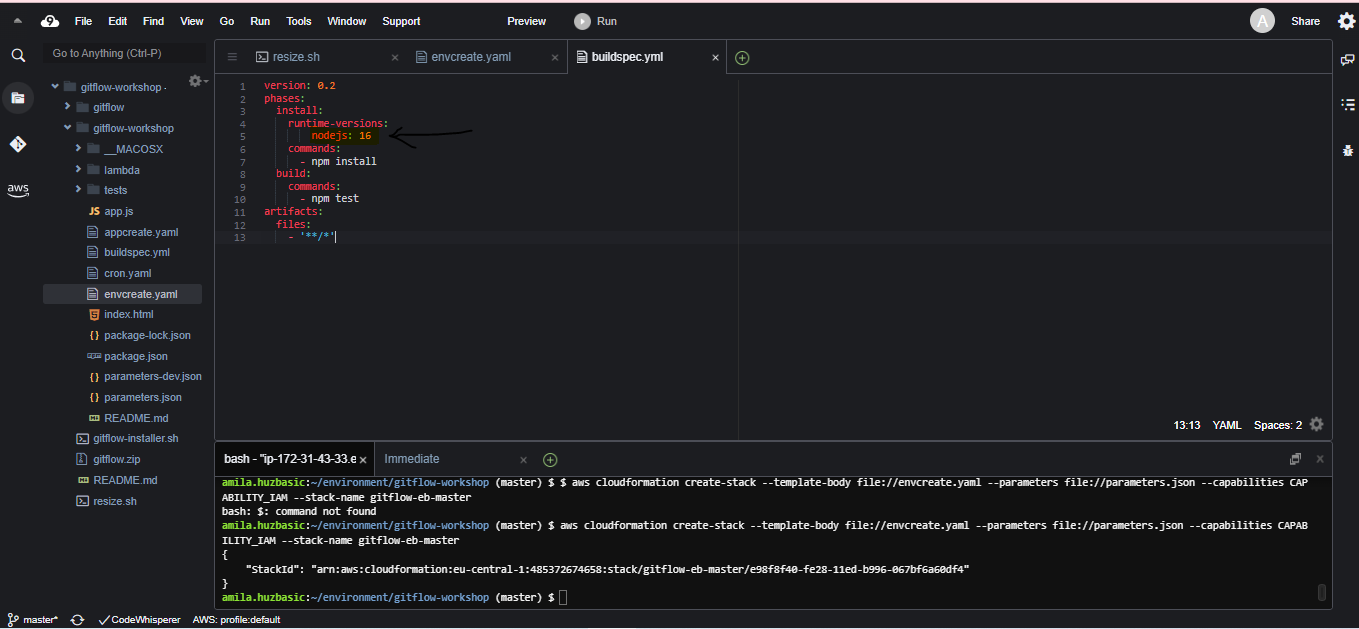 File Edit Find View Go Run Tools Window Support Preview Run A Share
Go to Anything (Ctrl-P)
resize.sh
envcreate.yaml
buildspec.yml
aws
gitflow-workshop -
gitflow
gitflow-workshop
__MACOSX
lambda
tests
JS app.js
appcreate.yaml
buildspec.yml
cron.yaml
envcreate.yaml
index.html
package-lock.json
package.json
parameters-dev.json
parameters.json
README.md
gitflow-installer.sh
gitflow.zip
README.md
resize.sh
1 version: 0.2
2 phases:
3 install:
4 runtime-versions:
5 nodejs: 16
6 commands:
7 - npm install
8 build:
9 commands:
10 - npm test
11 artifacts:
12 files:
13 - '**/*'
13:13 YAML Spaces: 2
bash - "ip-172-31-43-33.e
Immediate
amila.huzbasic:~/environment/gitflow-workshop (master) $ $ aws cloudformation create-stack --template-body file://envcreate.yaml --parameters file://parameters.json --capabilities CAP
ABILITY_IAM --stack-name gitflow-eb-master
bash: $: command not found
amila.huzbasic:~/environment/gitflow-workshop (master) $ aws cloudformation create-stack --template-body file://envcreate.yaml --parameters file://parameters.json --capabilities CAPAB
ILITY_IAM --stack-name gitflow-eb-master
{
"StackId": "arn:aws:cloudformation:eu-central-1:485372674658:stack/gitflow-eb-master/e98f8f40-fe28-11ed-b996-067bf6a60df4"
}
amila.huzbasic:~/environment/gitflow-workshop (master) $
master* CodeWhisperer AWS: profile:default